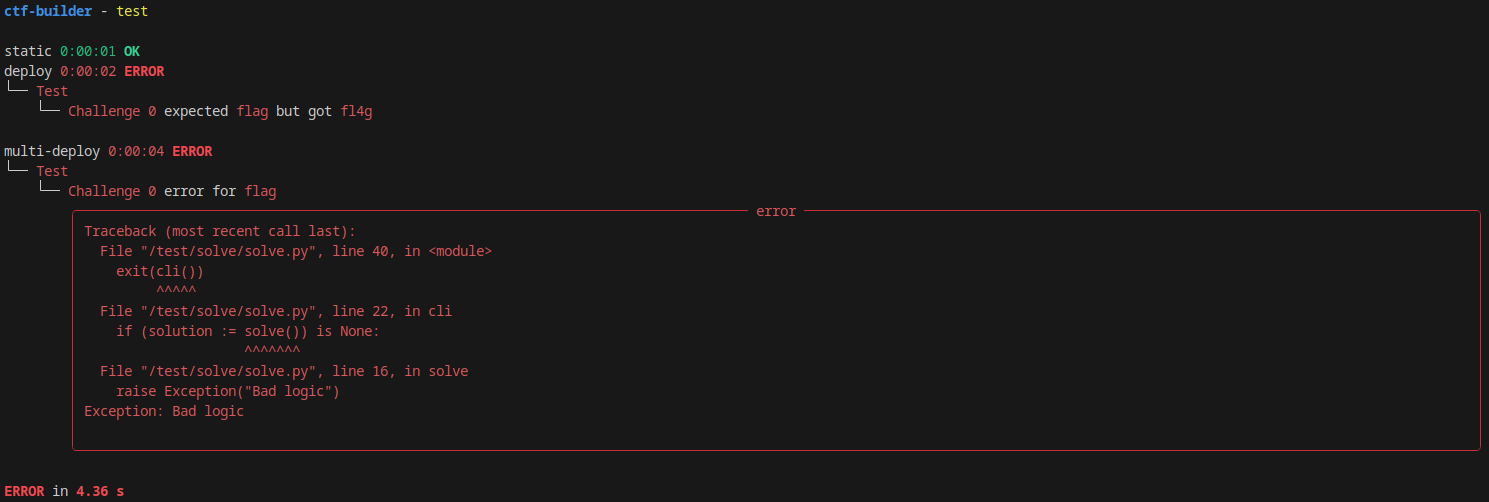 ctf-builder - test
static 0:00:01 OK
deploy 0:00:02 ERROR
└── Test
    └── Challenge 0 expected flag but got fl4g
multi-deploy 0:00:04 ERROR
└── Test
    └── Challenge 0 error for flag
error
Traceback (most recent call last):
  File "/test/solve/solve.py", line 40, in <module>
    exit(cli())
         ^^^^^
  File "/test/solve/solve.py", line 22, in cli
    if (solution := solve()) is None:
                    ^^^^^^^
  File "/test/solve/solve.py", line 16, in solve
    raise Exception("Bad logic")
Exception: Bad logic
ERROR in 4.36 s